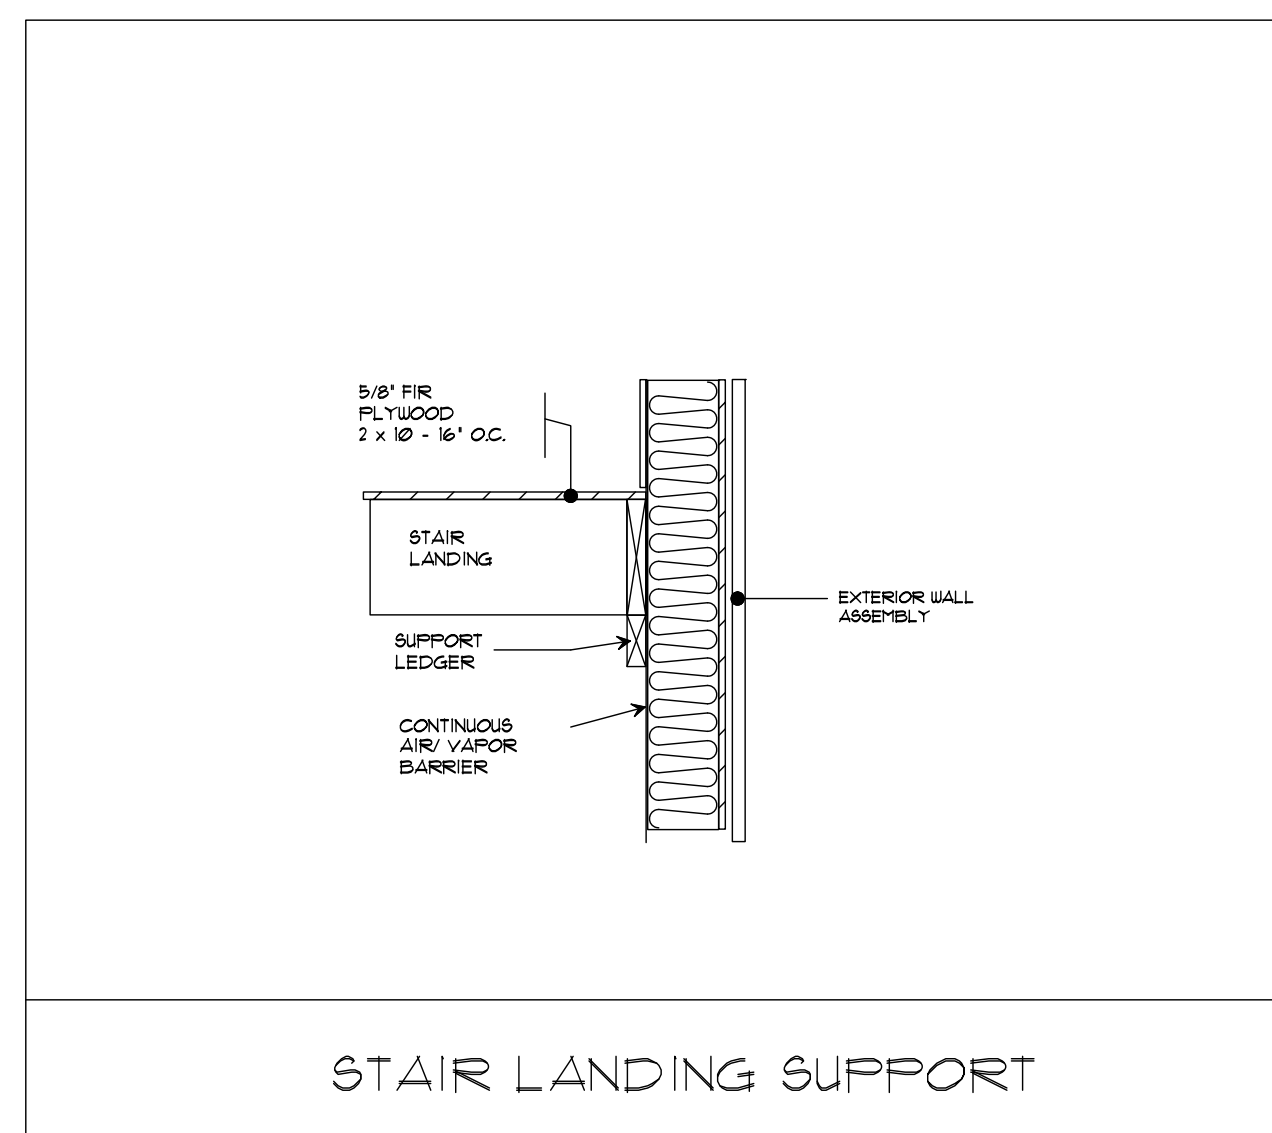 5/8" FIR
PLYWOOD
2 x 10 - 16" O.C.
STAIR
LANDING
EXTERIOR WALL
ASSEMBLY
SUPPORT
LEDGER
CONTINUOUS
AIR/ VAPOR
BARRIER
STAIR LANDING SUPPORT